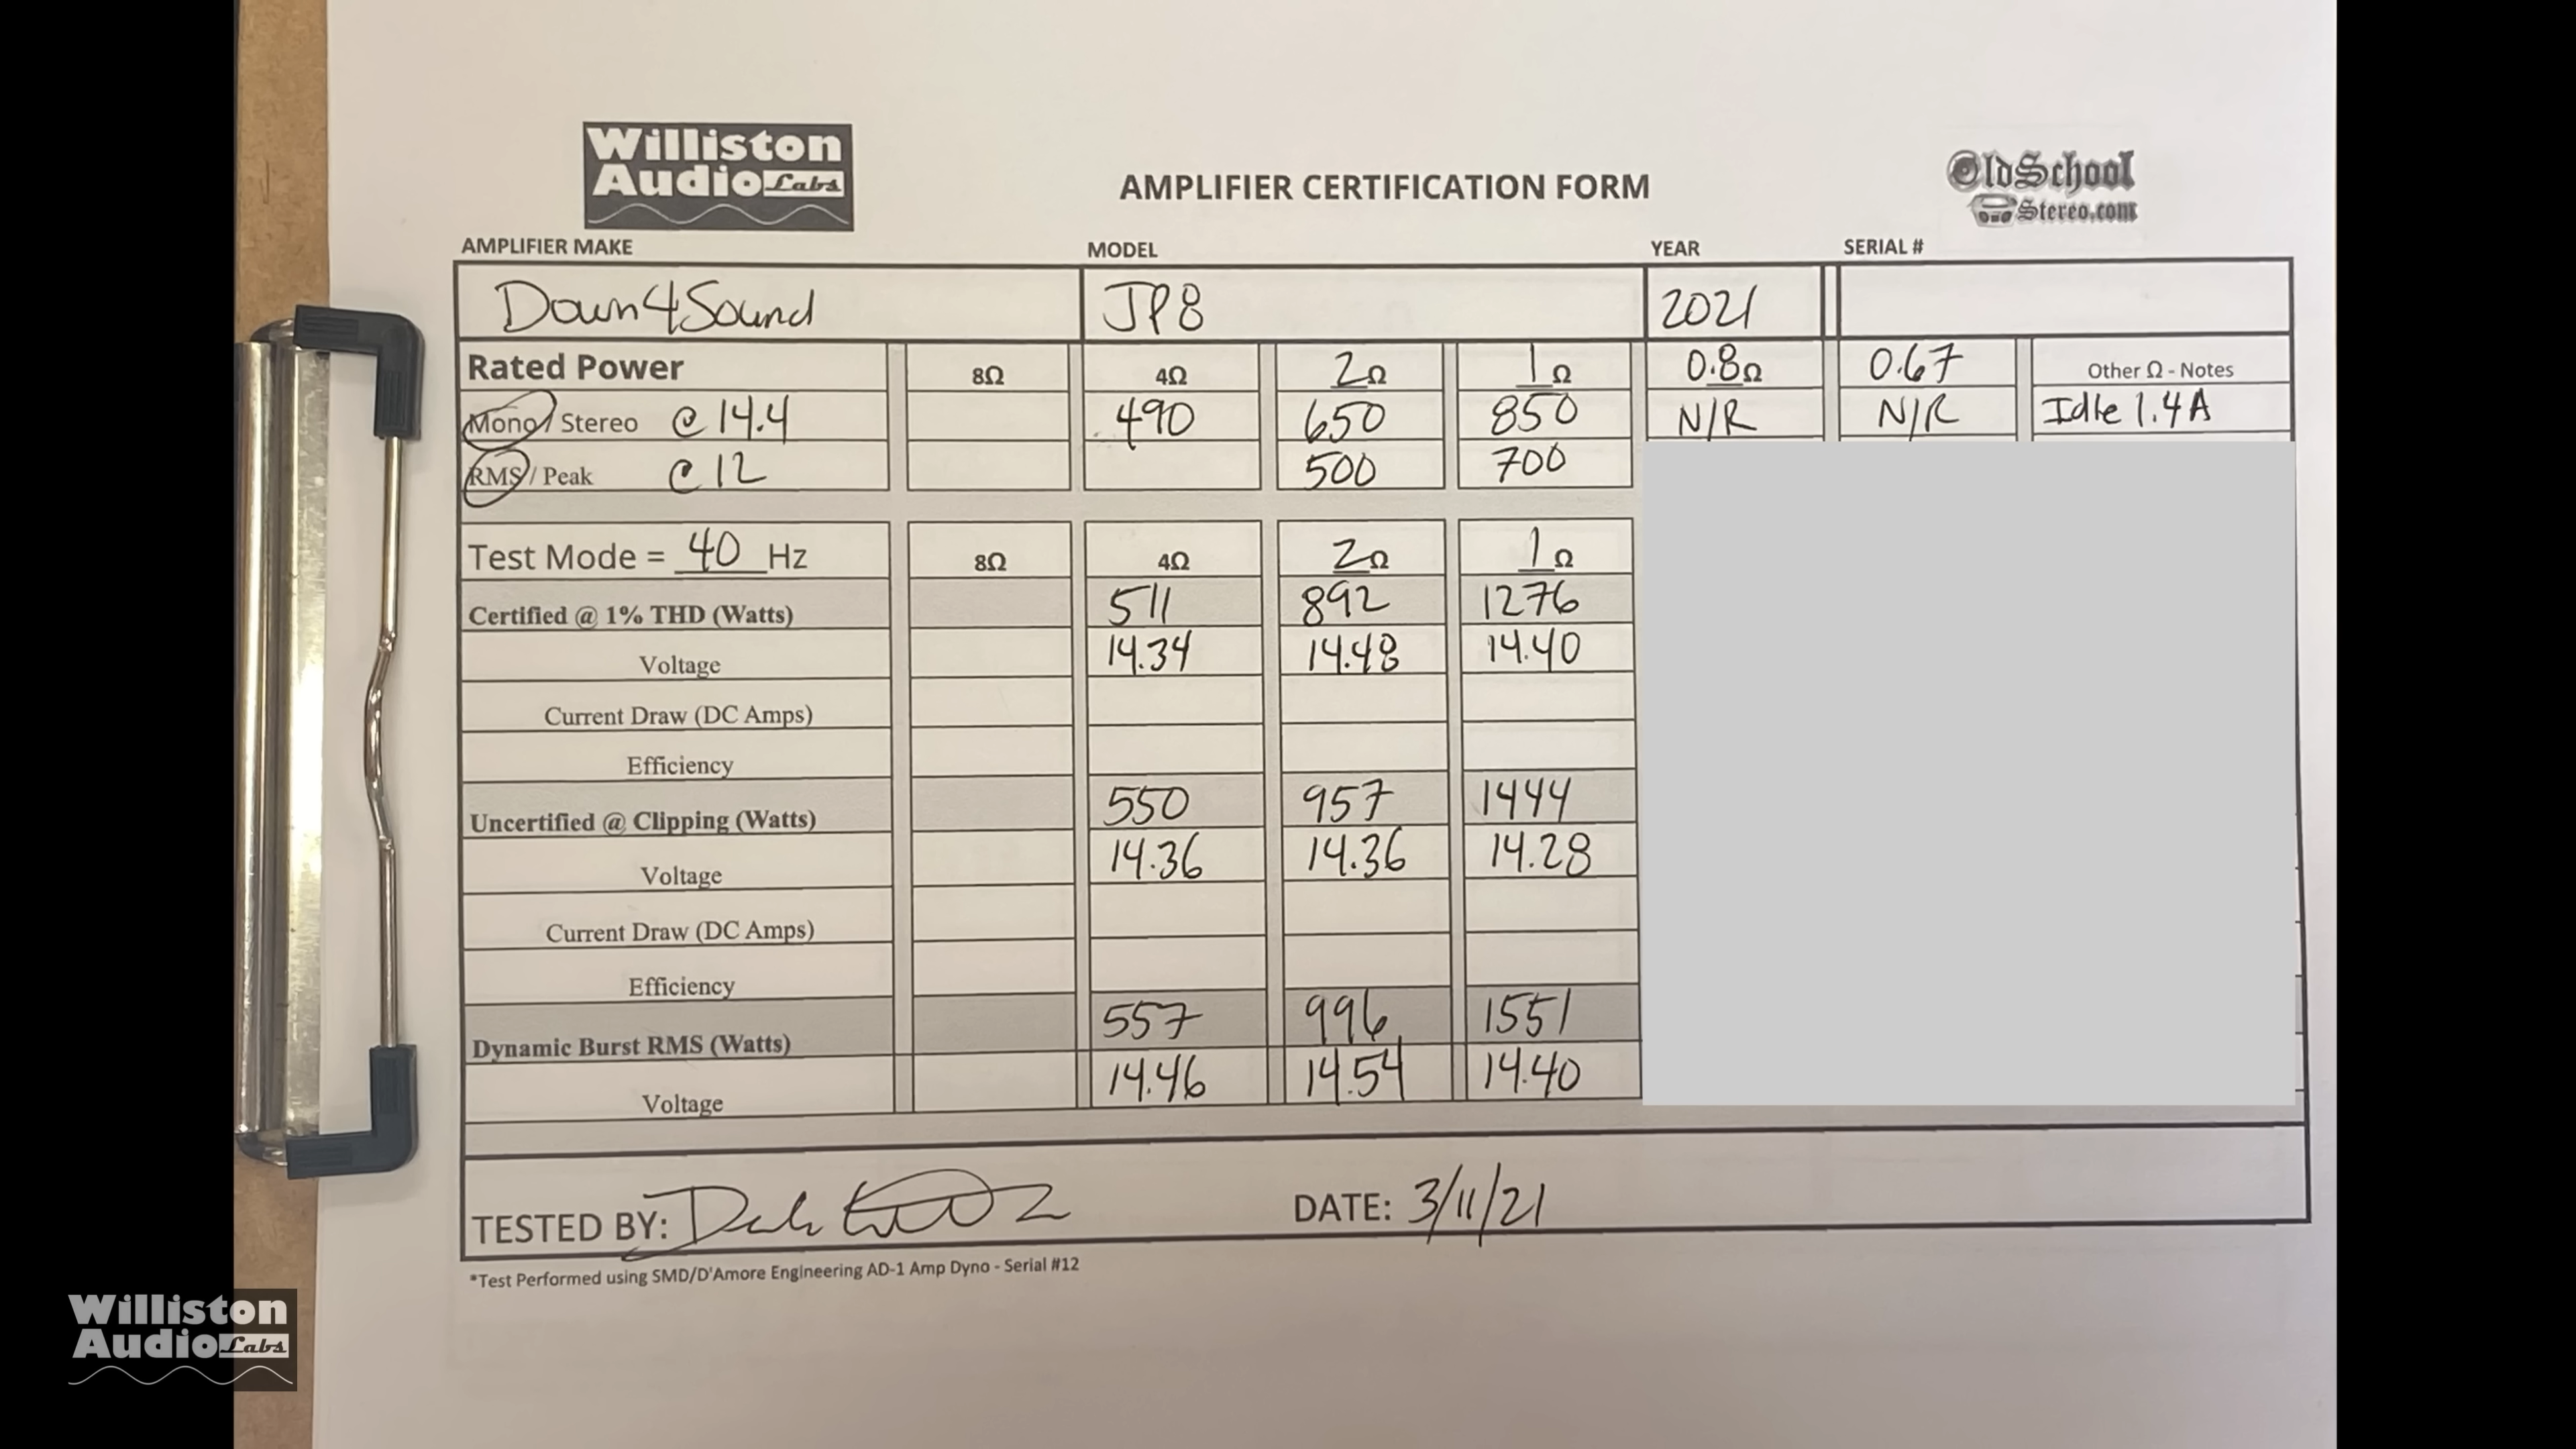 Williston
Audio Labs
AMPLIFIER CERTIFICATION FORM
OldSchool
Stereo.com
AMPLIFIER MAKE MODEL YEAR SERIAL #
Down4Sound JP8 2021
Rated Power 8Ω 4Ω 2Ω 1Ω 0.8Ω 0.67 Other Ω - Notes
Mono / Stereo @ 14.4 490 650 850 N/R N/R Idle 1.4A
RMS / Peak @ 12 500 700
Test Mode = 40 Hz 8Ω 4Ω 2Ω 1Ω
Certified @ 1% THD (Watts) 511 892 1276
Voltage 14.34 14.48 14.40
Current Draw (DC Amps)
Efficiency
Uncertified @ Clipping (Watts) 550 957 1444
Voltage 14.36 14.36 14.28
Current Draw (DC Amps)
Efficiency
Dynamic Burst RMS (Watts) 557 996 1551
Voltage 14.46 14.54 14.40
TESTED BY: DATE: 3/11/21
*Test Performed using SMD/D'Amore Engineering AD-1 Amp Dyno - Serial #12
Williston
Audio Labs